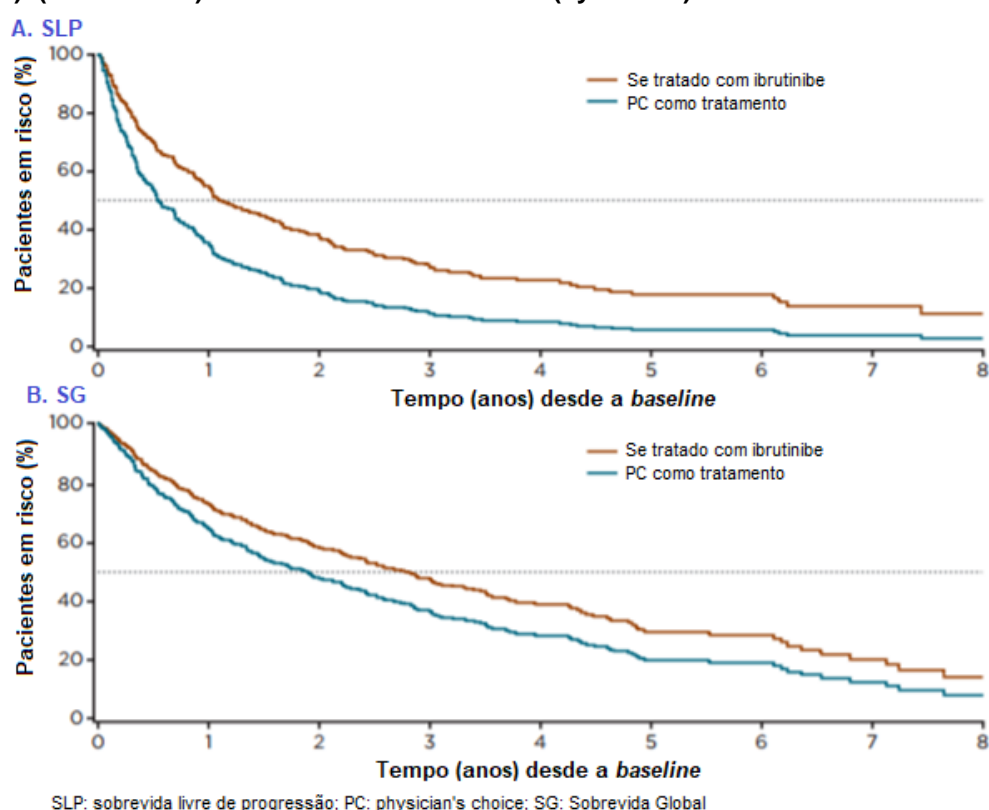 A. SLP
Pacientes em risco (%)
100
80
60
40
20
0
Se tratado com ibrutinibe
PC como tratamento
0 1 2 3 4 5 6 7 8
Tempo (anos) desde a baseline
B. SG
Pacientes em risco (%)
100
80
60
40
20
0
Se tratado com ibrutinibe
PC como tratamento
0 1 2 3 4 5 6 7 8
Tempo (anos) desde a baseline
SLP: sobrevida livre de progressão; PC: physician's choice; SG: Sobrevida Global